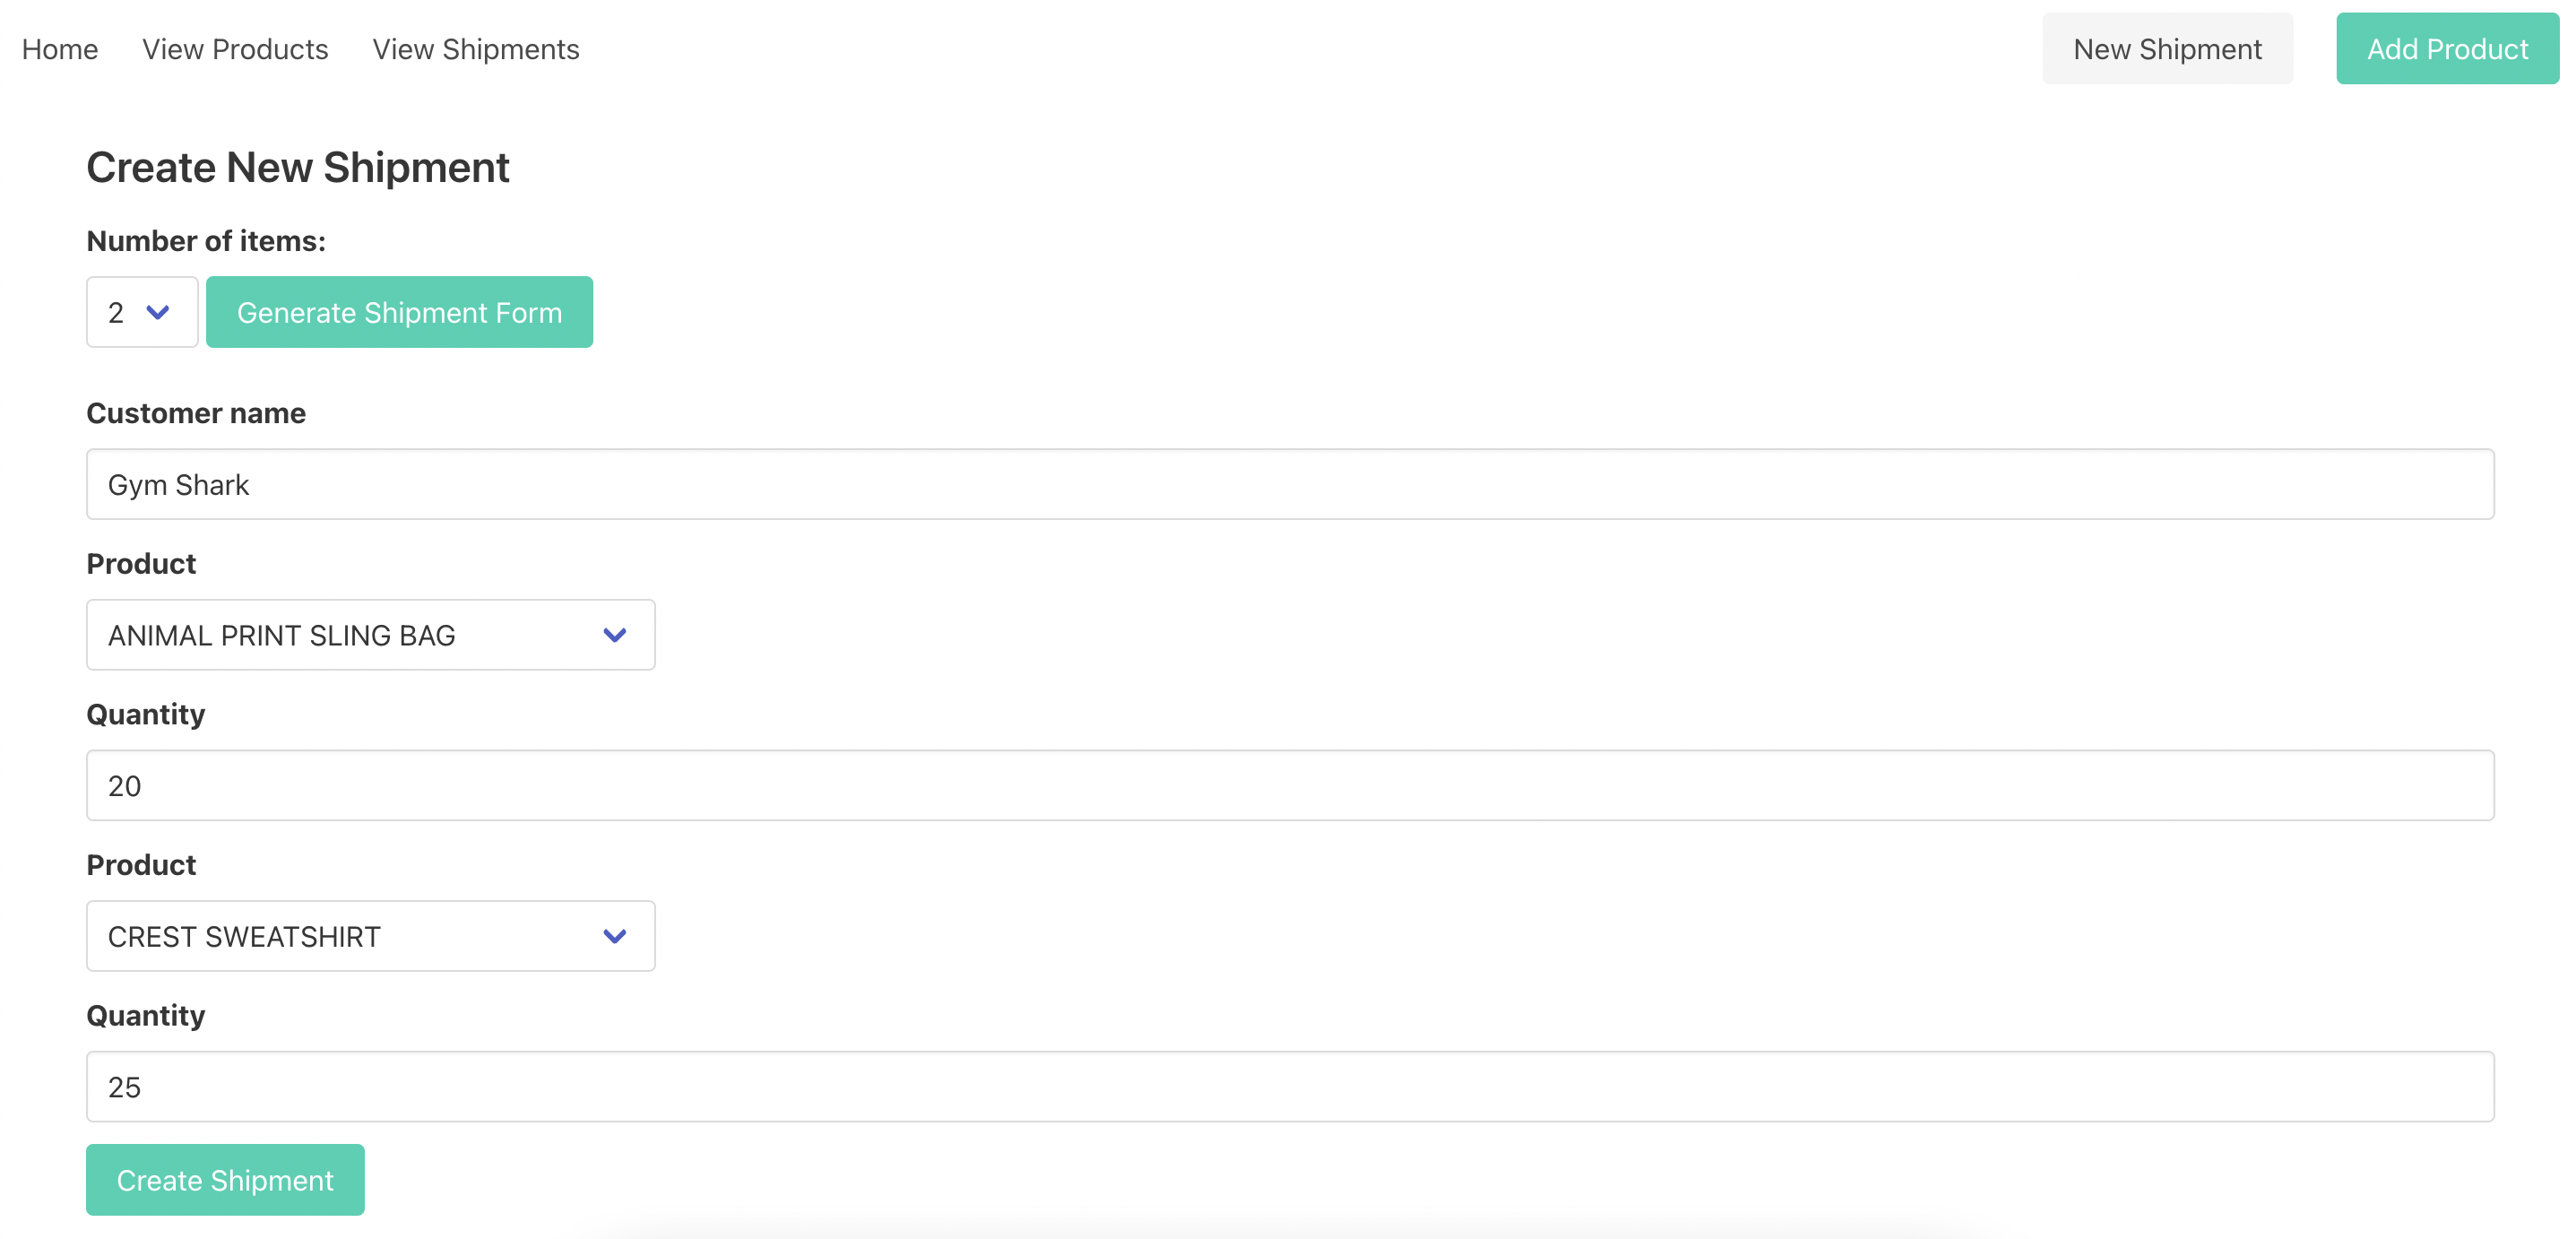 Home View Products View Shipments New Shipment Add Product
Create New Shipment
Number of items:
2 Generate Shipment Form
Customer name
Gym Shark
Product
ANIMAL PRINT SLING BAG
Quantity
20
Product
CREST SWEATSHIRT
Quantity
25
Create Shipment